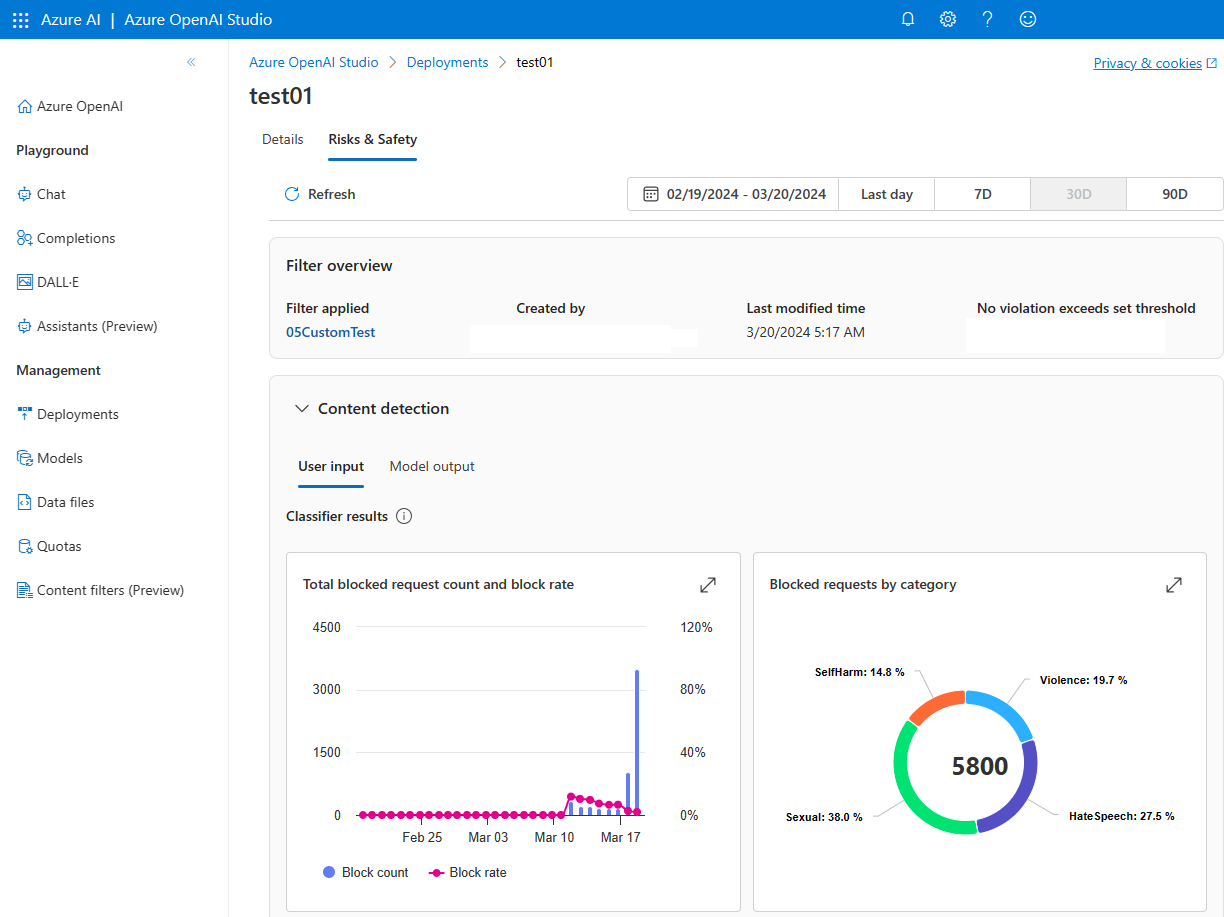 Azure AI | Azure OpenAI Studio
Azure OpenAI Studio > Deployments > test01
Privacy & cookies
test01
Azure OpenAI
Playground
Chat
Completions
DALL·E
Assistants (Preview)
Management
Deployments
Models
Data files
Quotas
Content filters (Preview)
Details Risks & Safety
Refresh
02/19/2024 - 03/20/2024 Last day 7D 30D 90D
Filter overview
Filter applied Created by Last modified time No violation exceeds set threshold
05CustomTest 3/20/2024 5:17 AM
Content detection
User input Model output
Classifier results
Total blocked request count and block rate
4500 120%
3000 80%
1500 40%
0 0%
Feb 25 Mar 03 Mar 10 Mar 17
Block count Block rate
Blocked requests by category
SelfHarm: 14.8 %
Violence: 19.7 %
5800
Sexual: 38.0 %
HateSpeech: 27.5 %